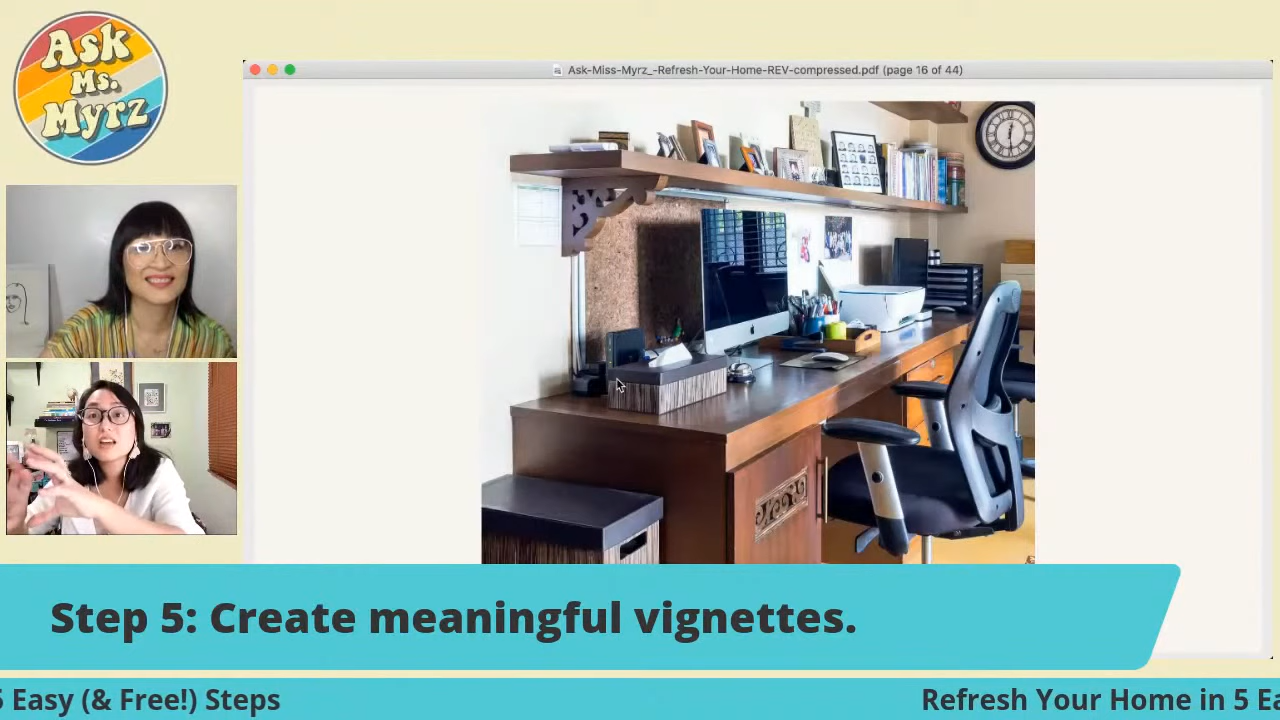 Ask
Ms.
Myrz
Ask-Miss-Myrz_-Refresh-Your-Home-REV-compressed.pdf (page 16 of 44)
Step 5: Create meaningful vignettes.
5 Easy (& Free!) Steps
Refresh Your Home in 5 Ea